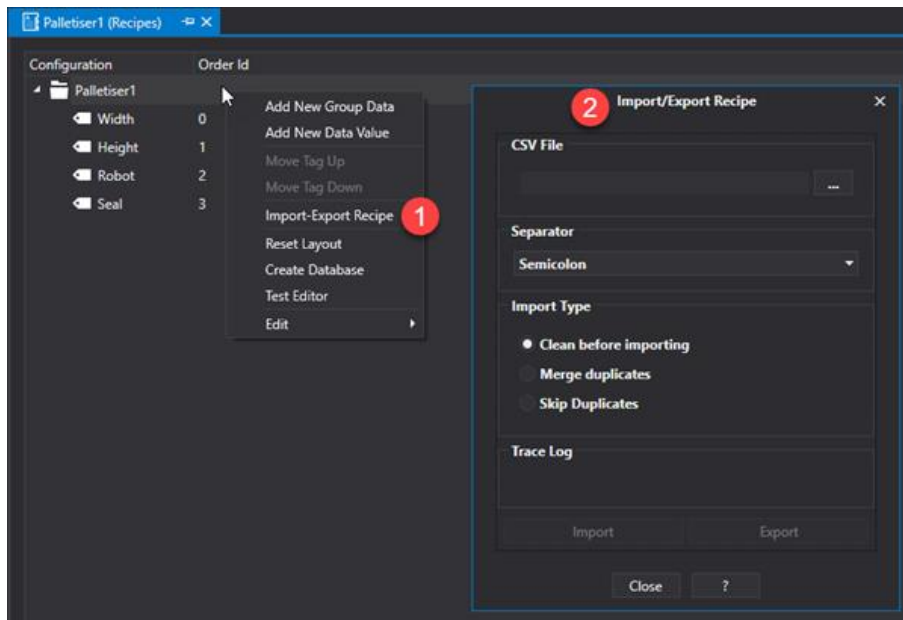 Palletiser1 (Recipes)
Configuration Order Id
Palletiser1
Width 0
Height 1
Robot 2
Seal 3
Add New Group Data
Add New Data Value
Move Tag Up
Move Tag Down
Import-Export Recipe 1
Reset Layout
Create Database
Test Editor
Edit
2 Import/Export Recipe
CSV File
...
Separator
Semicolon
Import Type
Clean before importing
Merge duplicates
Skip Duplicates
Trace Log
Import Export
Close ?